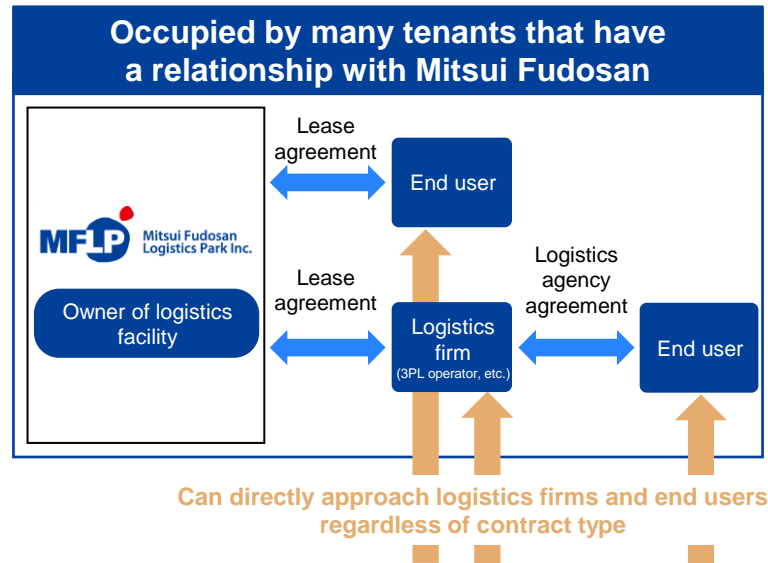 Occupied by many tenants that have
a relationship with Mitsui Fudosan
Lease
agreement
End user
MFLP
Mitsui Fudosan
Logistics Park Inc.
Owner of logistics
facility
Lease
agreement
Logistics
firm
(3PL operator, etc.)
Logistics
agency
agreement
End user
Can directly approach logistics firms and end users
regardless of contract type